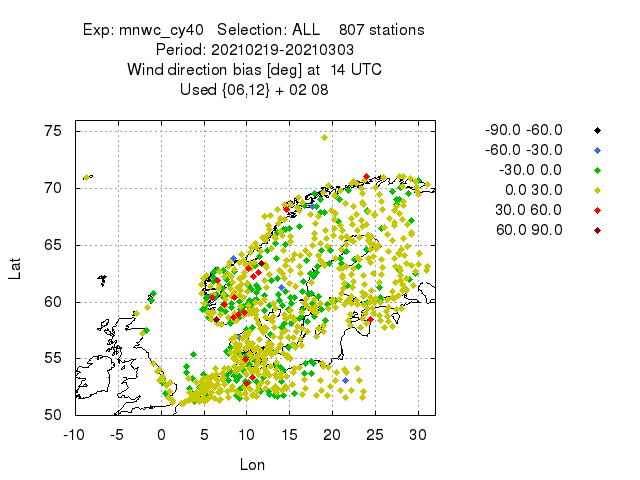 Exp: mnwc_cy40 Selection: ALL 807 stations
Period: 20210219-20210303
Wind direction bias [deg] at 14 UTC
Used {06,12} + 02 08
75
70
65
60
55
50
Lat
-10 -5 0 5 10 15 20 25 30
Lon
-90.0 -60.0
-60.0 -30.0
-30.0 0.0
0.0 30.0
30.0 60.0
60.0 90.0